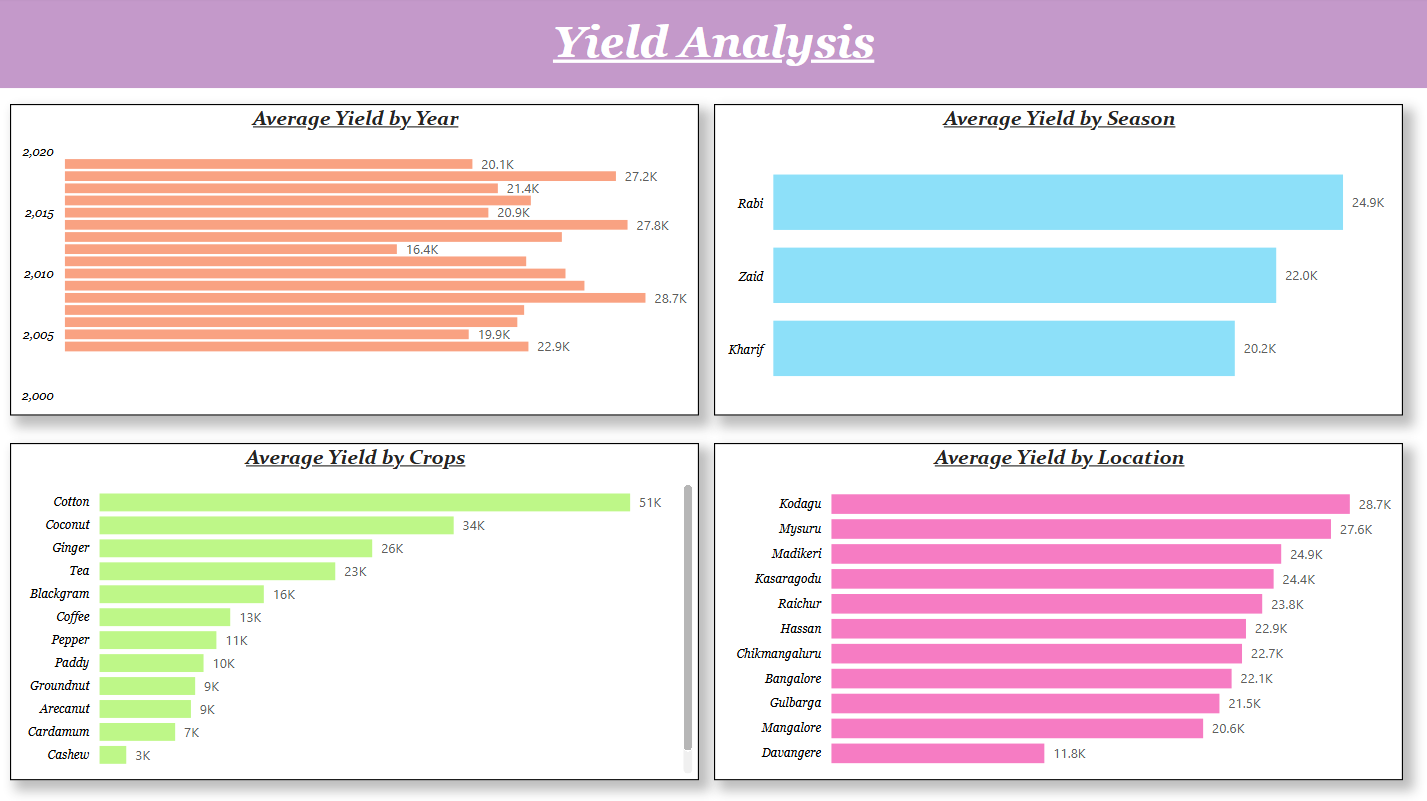 Yield Analysis
Average Yield by Year
2,020
20.1K
27.2K
21.4K
2,015
20.9K
27.8K
16.4K
2,010
28.7K
2,005
19.9K
22.9K
2,000
Average Yield by Season
Rabi
24.9K
Zaid
22.0K
Kharif
20.2K
Average Yield by Crops
Cotton
51K
Coconut
34K
Ginger
26K
Tea
23K
Blackgram
16K
Coffee
13K
Pepper
11K
Paddy
10K
Groundnut
9K
Arecanut
9K
Cardamum
7K
Cashew
3K
Average Yield by Location
Kodagu
28.7K
Mysuru
27.6K
Madikeri
24.9K
Kasaragodu
24.4K
Raichur
23.8K
Hassan
22.9K
Chikmangaluru
22.7K
Bangalore
22.1K
Gulbarga
21.5K
Mangalore
20.6K
Davangere
11.8K